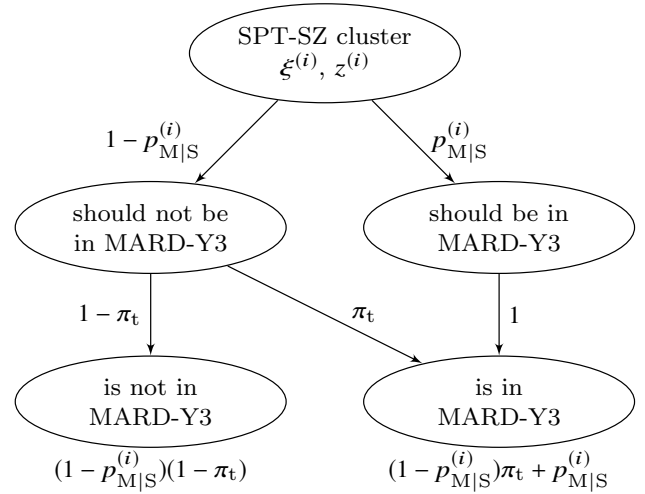 SPT-SZ cluster
ξ^(i), z^(i)
1 − p_M|S^(i)
p_M|S^(i)
should not be
in MARD-Y3
should be in
MARD-Y3
1 − π_t
π_t
1
is not in
MARD-Y3
is in
MARD-Y3
(1 − p_M|S^(i))(1 − π_t)
(1 − p_M|S^(i))π_t + p_M|S^(i)